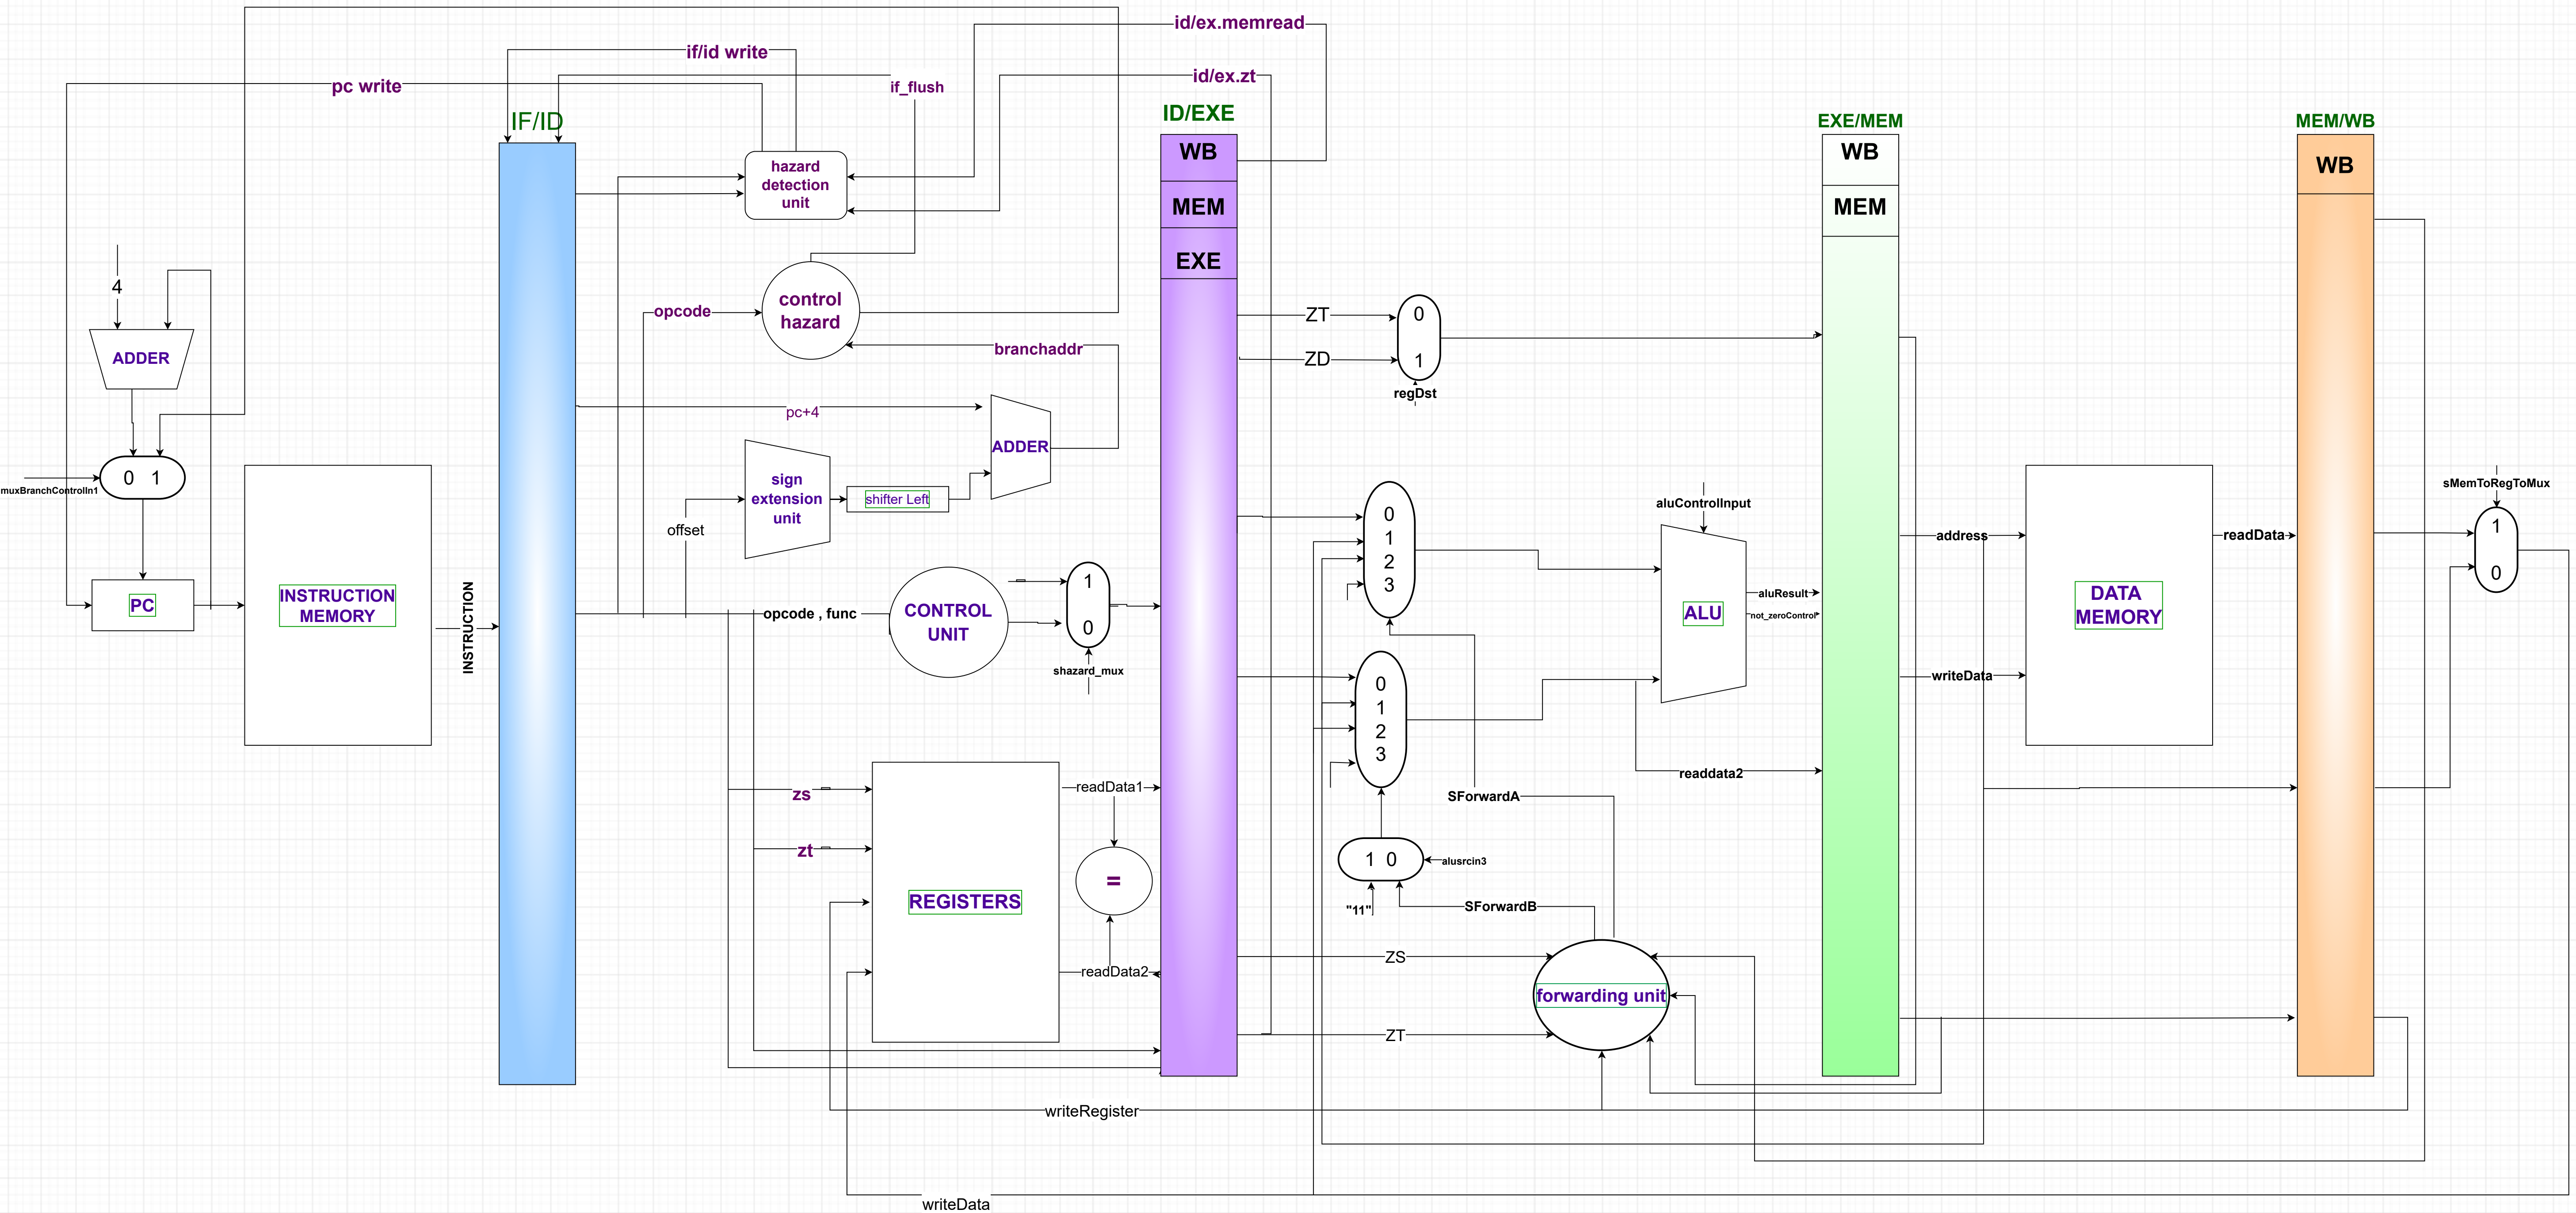 id/ex.memread
if/id write
id/ex.zt
pc write
if_flush
IF/ID
ID/EXE
EXE/MEM
MEM/WB
hazard
detection
unit
WB
MEM
EXE
WB
MEM
WB
4
ADDER
opcode
control
hazard
branchaddr
ZT
ZD
0
1
regDst
pc+4
ADDER
sign
extension
unit
shifter Left
offset
0 1
muxBranchControlIn1
PC
INSTRUCTION
MEMORY
INSTRUCTION
opcode , func
CONTROL
UNIT
1
0
shazard_mux
0
1
2
3
0
1
2
3
aluControlInput
ALU
aluResult
not_zeroControl
readdata2
address
writeData
DATA
MEMORY
readData
sMemToRegToMux
1
0
zs
zt
REGISTERS
readData1
=
readData2
SForwardA
1 0
alusrcin3
"11"
SForwardB
ZS
ZT
forwarding unit
writeRegister
writeData